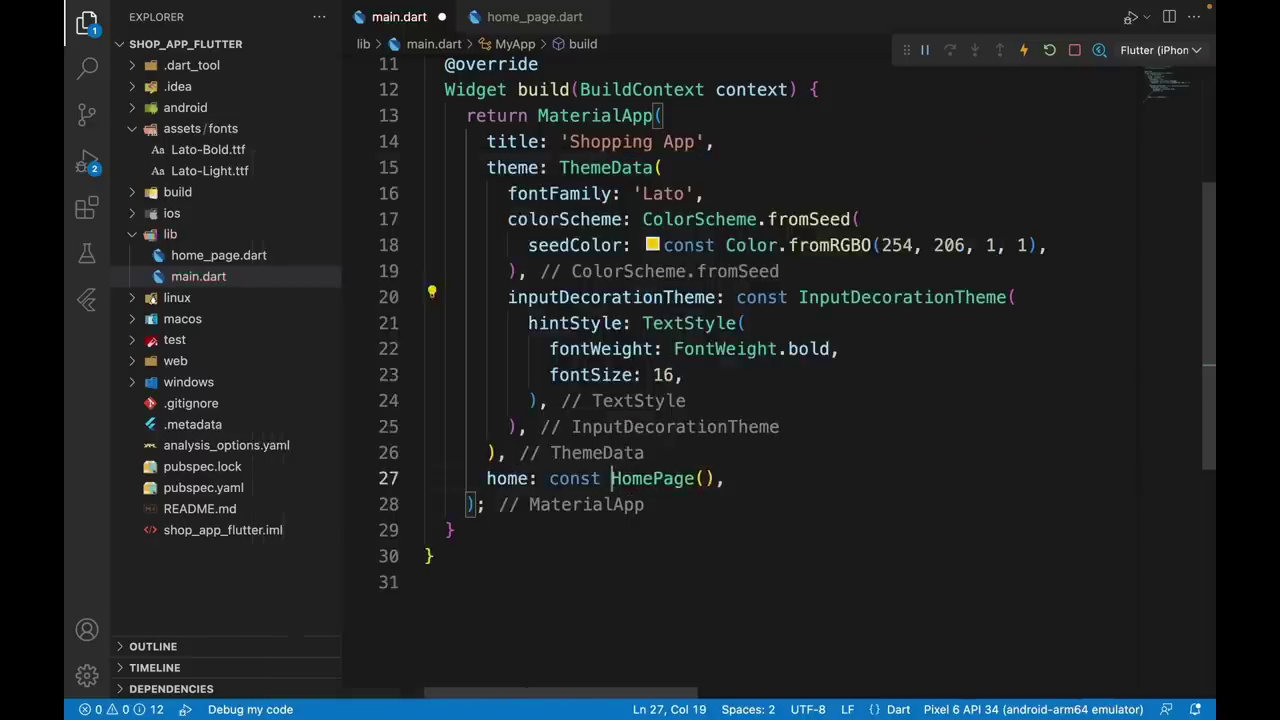 EXPLORER
SHOP_APP_FLUTTER
.dart_tool
.idea
android
assets/fonts
Aa Lato-Bold.ttf
Aa Lato-Light.ttf
build
ios
lib
home_page.dart
main.dart
linux
macos
test
web
windows
.gitignore
.metadata
analysis_options.yaml
pubspec.lock
pubspec.yaml
README.md
shop_app_flutter.iml
OUTLINE
TIMELINE
DEPENDENCIES
1
2
main.dart
home_page.dart
lib > main.dart > MyApp > build
Flutter (iPhon
11 @override
12 Widget build(BuildContext context) {
13 return MaterialApp(
14 title: 'Shopping App',
15 theme: ThemeData(
16 fontFamily: 'Lato',
17 colorScheme: ColorScheme.fromSeed(
18 seedColor: const Color.fromRGBO(254, 206, 1, 1),
19 ), // ColorScheme.fromSeed
20 inputDecorationTheme: const InputDecorationTheme(
21 hintStyle: TextStyle(
22 fontWeight: FontWeight.bold,
23 fontSize: 16,
24 ), // TextStyle
25 ), // InputDecorationTheme
26 ), // ThemeData
27 home: const HomePage(),
28 ); // MaterialApp
29 }
30 }
31
0 0 12 Debug my code Ln 27, Col 19 Spaces: 2 UTF-8 LF {} Dart Pixel 6 API 34 (android-arm64 emulator)